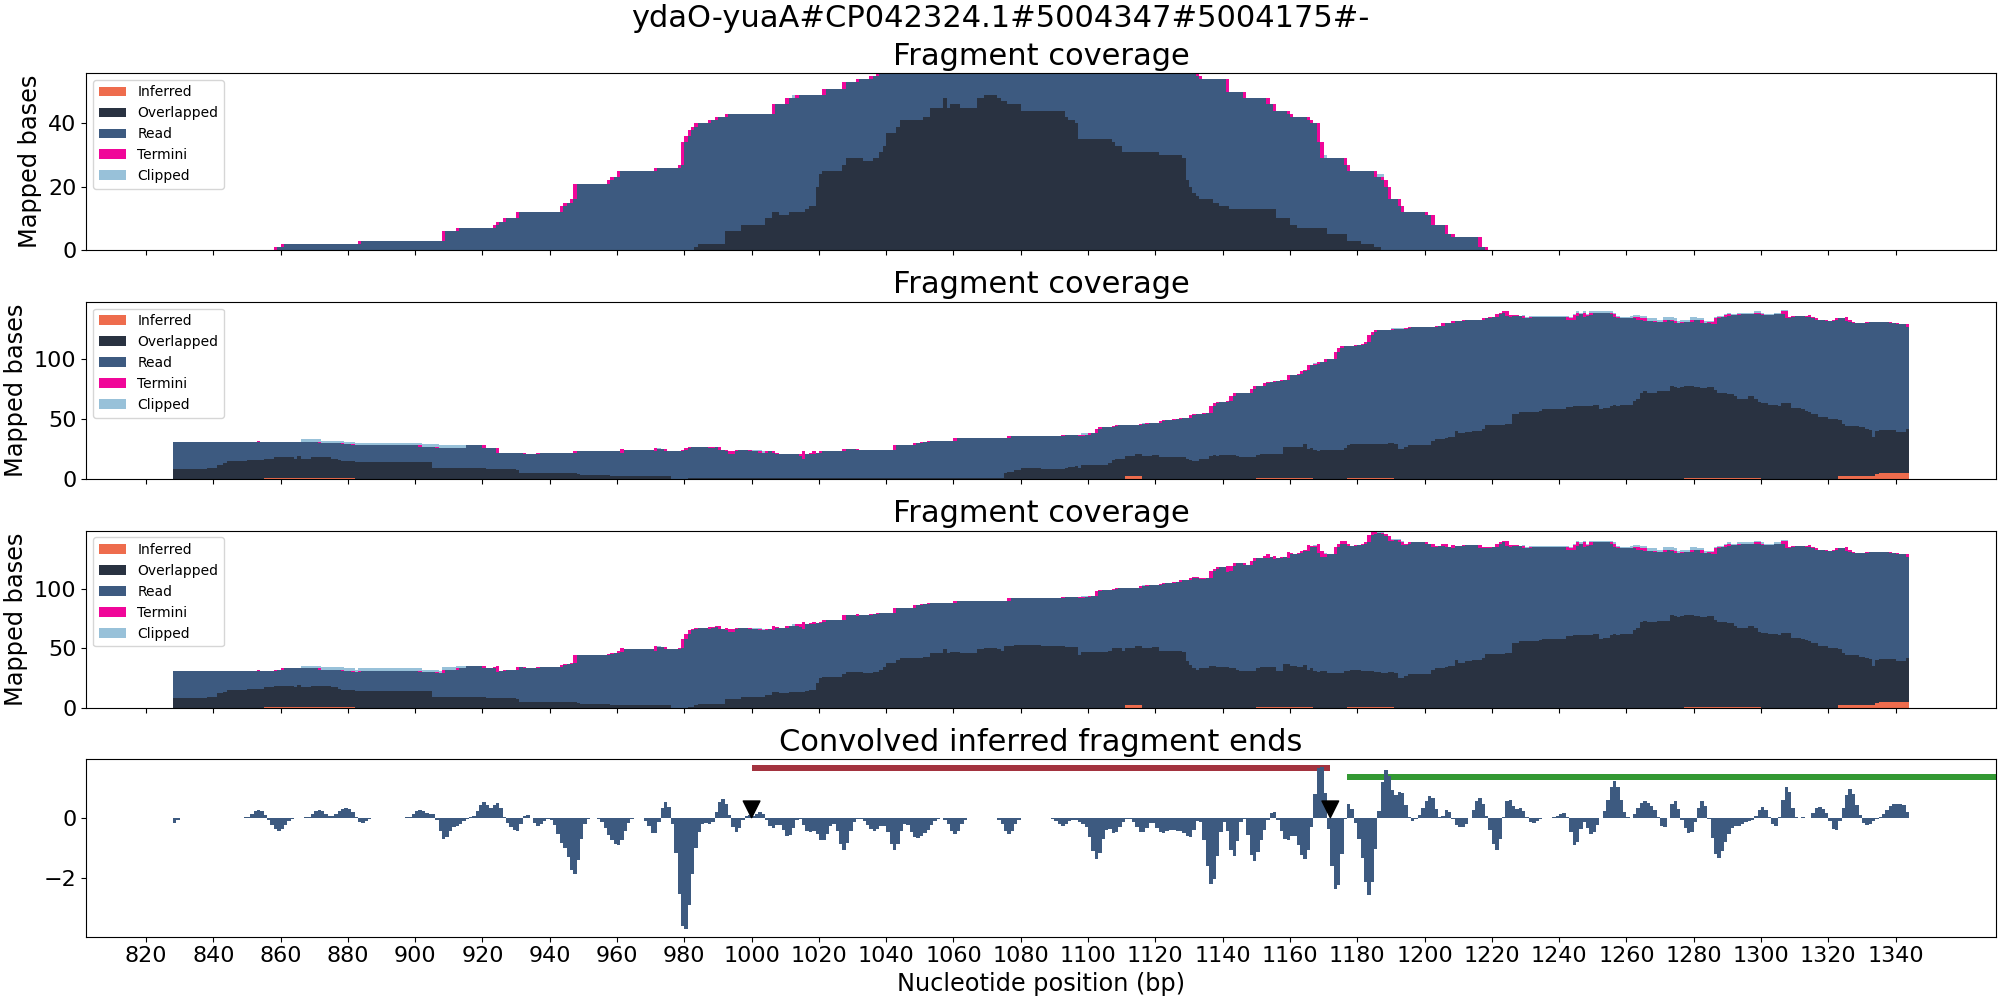 ydaO-yuaA#CP042324.1#5004347#5004175#-
Fragment coverage
Mapped bases
40
20
0
Inferred
Overlapped
Read
Termini
Clipped
Fragment coverage
Mapped bases
100
50
0
Inferred
Overlapped
Read
Termini
Clipped
Fragment coverage
Mapped bases
100
50
0
Inferred
Overlapped
Read
Termini
Clipped
Convolved inferred fragment ends
0
−2
820 840 860 880 900 920 940 960 980 1000 1020 1040 1060 1080 1100 1120 1140 1160 1180 1200 1220 1240 1260 1280 1300 1320 1340
Nucleotide position (bp)